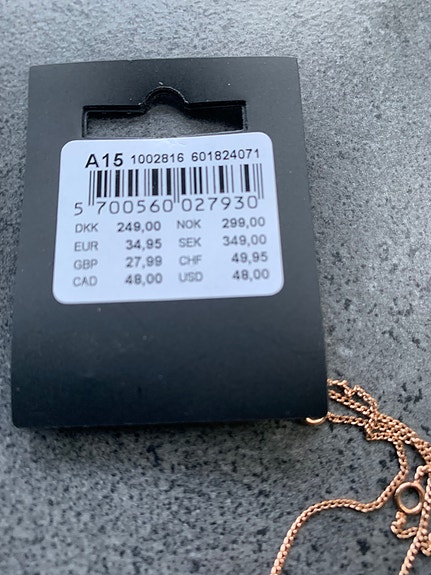 A15 1002816 601824071
5 700560 027930
DKK 249,00 NOK 299,00
EUR 34,95 SEK 349,00
GBP 27,99 CHF 49,95
CAD 48,00 USD 48,00